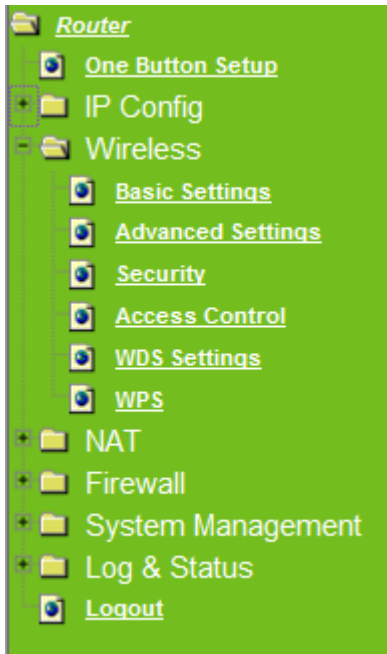 Router
One Button Setup
IP Config
Wireless
Basic Settings
Advanced Settings
Security
Access Control
WDS Settings
WPS
NAT
Firewall
System Management
Log & Status
Logout